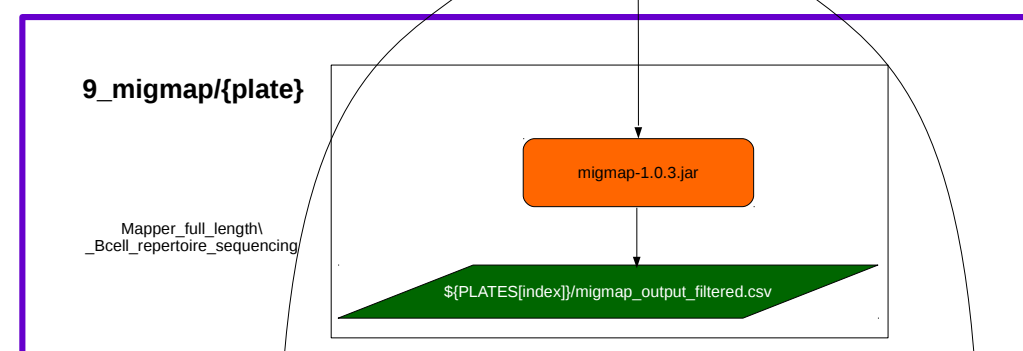 9_migmap/{plate}
migmap-1.0.3.jar
Mapper_full_length\
_Bcell_repertoire_sequencing
${PLATES[index]}/migmap_output_filtered.csv